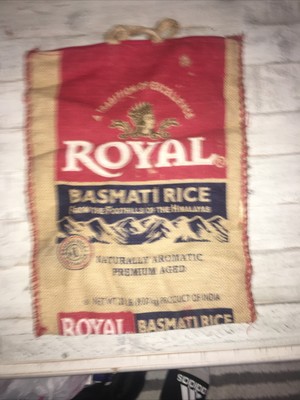 A TRADITION OF EXCELLENCE
ROYAL®
BASMATI RICE
FROM THE FOOTHILLS OF THE HIMALAYAS
NATURALLY AROMATIC
PREMIUM AGED
PRODUCT OF INDIA
ROYAL BASMATI RICE
adidas